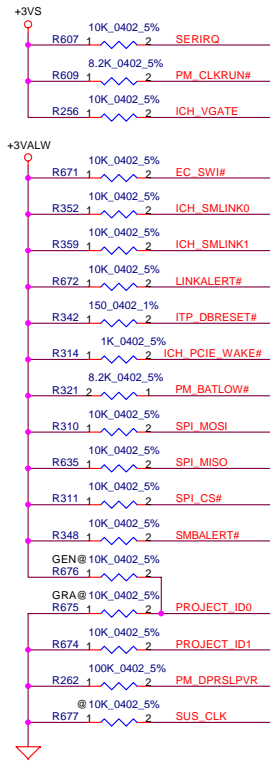 +3VS
10K_0402_5%
R607 1 2 SERIRQ
8.2K_0402_5%
R609 1 2 PM_CLKRUN#
10K_0402_5%
R256 1 2 ICH_VGATE
+3VALW
10K_0402_5%
R671 1 2 EC_SWI#
10K_0402_5%
R352 1 2 ICH_SMLINK0
10K_0402_5%
R359 1 2 ICH_SMLINK1
10K_0402_5%
R672 1 2 LINKALERT#
150_0402_1%
R342 1 2 ITP_DBRESET#
1K_0402_5%
R314 1 2 ICH_PCIE_WAKE#
8.2K_0402_5%
R321 2 1 PM_BATLOW#
10K_0402_5%
R310 1 2 SPI_MOSI
10K_0402_5%
R635 1 2 SPI_MISO
10K_0402_5%
R311 1 2 SPI_CS#
10K_0402_5%
R348 1 2 SMBALERT#
GEN@ 10K_0402_5%
R676 1 2
GRA@ 10K_0402_5%
R675 1 2 PROJECT_ID0
10K_0402_5%
R674 1 2 PROJECT_ID1
100K_0402_5%
R262 1 2 PM_DPRSLPVR
@ 10K_0402_5%
R677 1 2 SUS_CLK